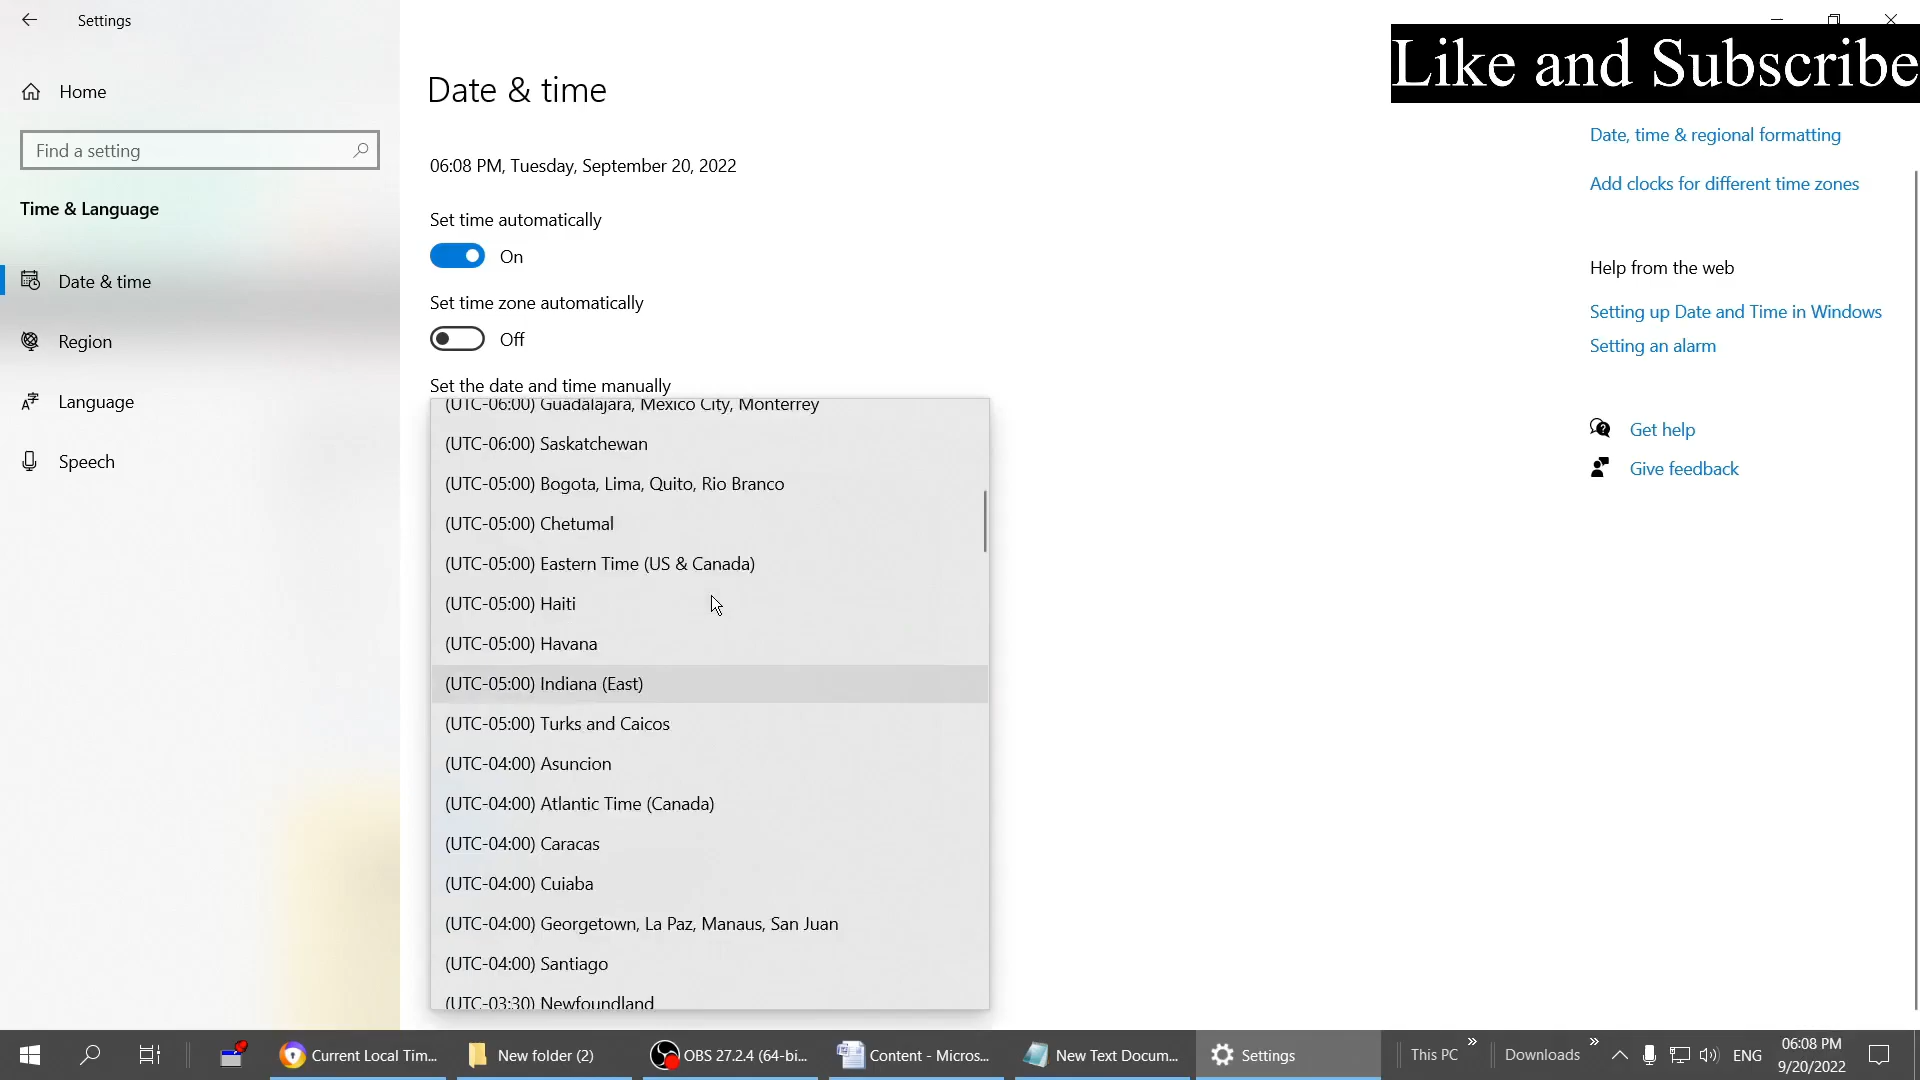 Settings
Like and Subscribe
Home
Find a setting
Time & Language
Date & time
Region
Language
Speech
Date & time
06:08 PM, Tuesday, September 20, 2022
Set time automatically
On
Set time zone automatically
Off
Set the date and time manually
(UTC-06:00) Guadalajara, Mexico City, Monterrey
(UTC-06:00) Saskatchewan
(UTC-05:00) Bogota, Lima, Quito, Rio Branco
(UTC-05:00) Chetumal
(UTC-05:00) Eastern Time (US & Canada)
(UTC-05:00) Haiti
(UTC-05:00) Havana
(UTC-05:00) Indiana (East)
(UTC-05:00) Turks and Caicos
(UTC-04:00) Asuncion
(UTC-04:00) Atlantic Time (Canada)
(UTC-04:00) Caracas
(UTC-04:00) Cuiaba
(UTC-04:00) Georgetown, La Paz, Manaus, San Juan
(UTC-04:00) Santiago
(UTC-03:30) Newfoundland
Date, time & regional formatting
Add clocks for different time zones
Help from the web
Setting up Date and Time in Windows
Setting an alarm
Get help
Give feedback
Current Local Tim...
New folder (2)
OBS 27.2.4 (64-bi...
Content - Micros...
New Text Docum...
Settings
This PC
Downloads
ENG
06:08 PM
9/20/2022